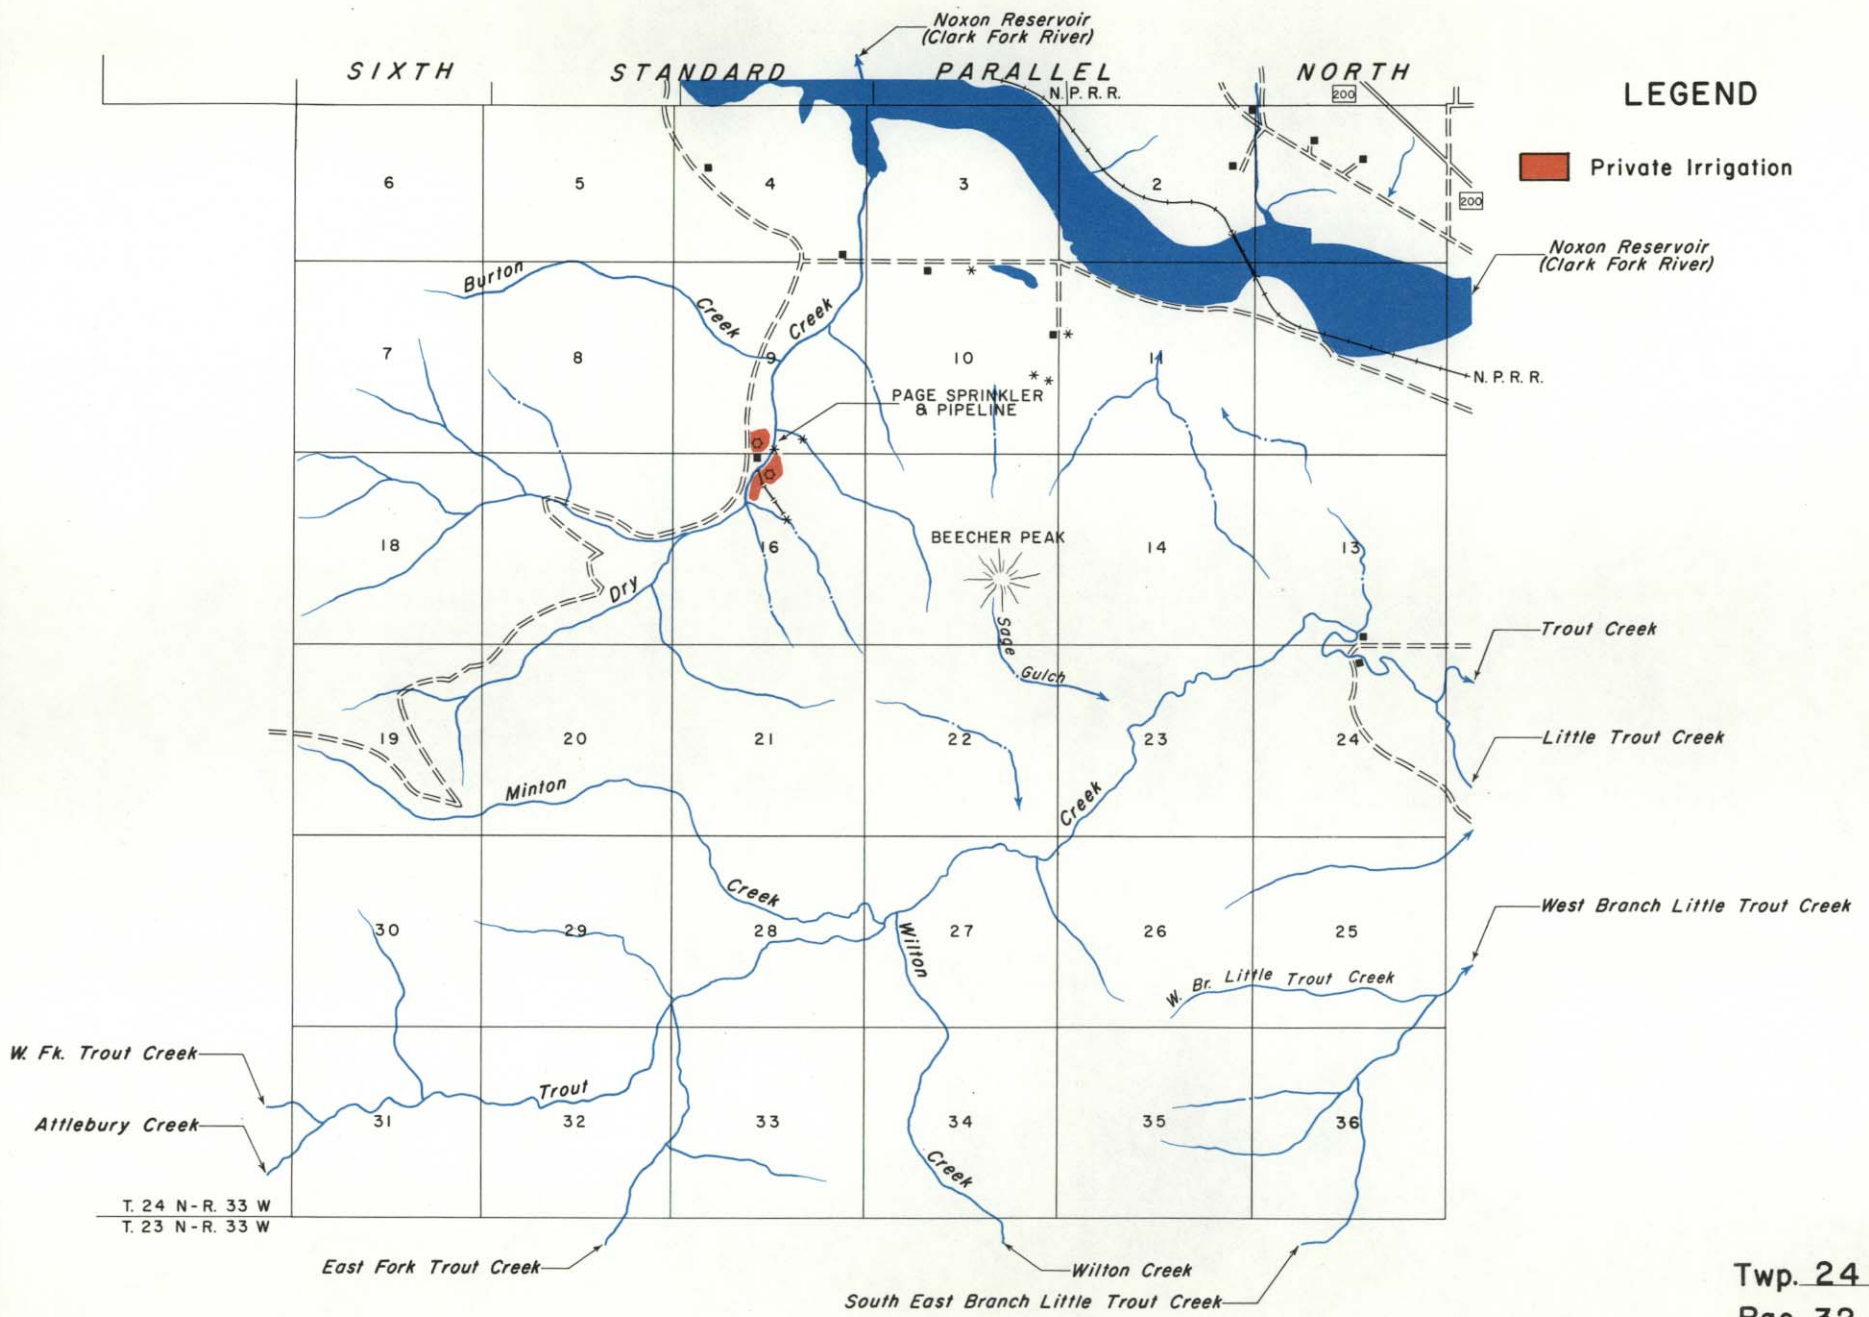 Noxon Reservoir
(Clark Fork River)
SIXTH STANDARD PARALLEL NORTH
N. P. R. R.
200
LEGEND
Private Irrigation
6
5
4
3
2
200
Noxon Reservoir
(Clark Fork River)
Burton
Creek
Creek
7
8
9
10
11
N. P. R. R.
PAGE SPRINKLER
& PIPELINE
18
16
BEECHER PEAK
14
13
Dry
Sage
Gulch
Trout Creek
19
20
21
22
23
24
Little Trout Creek
Minton
Creek
Creek
West Branch Little Trout Creek
30
29
28
Wilton
27
26
25
W. Br. Little Trout Creek
W. Fk. Trout Creek
Trout
Attlebury Creek
31
32
33
34
35
36
Creek
T. 24 N - R. 33 W
T. 23 N - R. 33 W
East Fork Trout Creek
Wilton Creek
South East Branch Little Trout Creek
Twp. 24